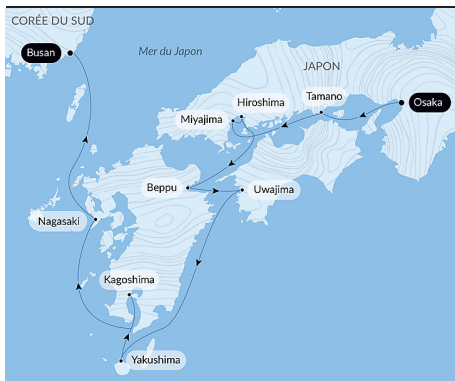 CORÉE DU SUD
Busan
Mer du Japon
JAPON
Hiroshima
Tamano
Osaka
Miyajima
Beppu
Uwajima
Nagasaki
Kagoshima
Yakushima